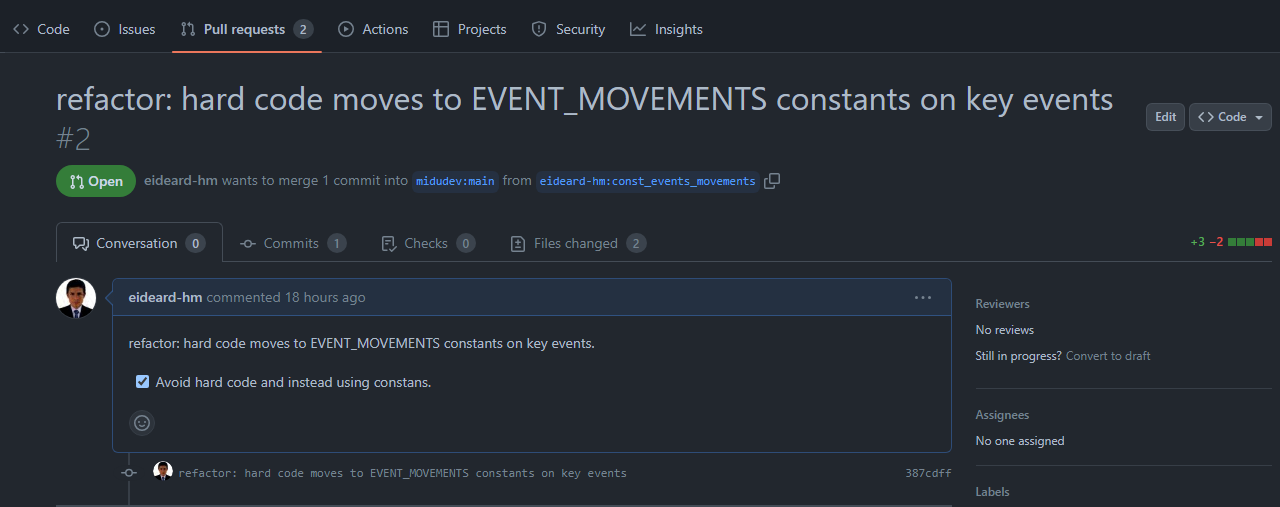 Code Issues Pull requests 2 Actions Projects Security Insights
refactor: hard code moves to EVENT_MOVEMENTS constants on key events
#2
Edit Code
Open eideard-hm wants to merge 1 commit into midudev:main from eideard-hm:const_events_movements
Conversation 0 Commits 1 Checks 0 Files changed 2 +3 −2
eideard-hm commented 18 hours ago
refactor: hard code moves to EVENT_MOVEMENTS constants on key events.
Avoid hard code and instead using constans.
refactor: hard code moves to EVENT_MOVEMENTS constants on key events 387cdff
Reviewers
No reviews
Still in progress? Convert to draft
Assignees
No one assigned
Labels